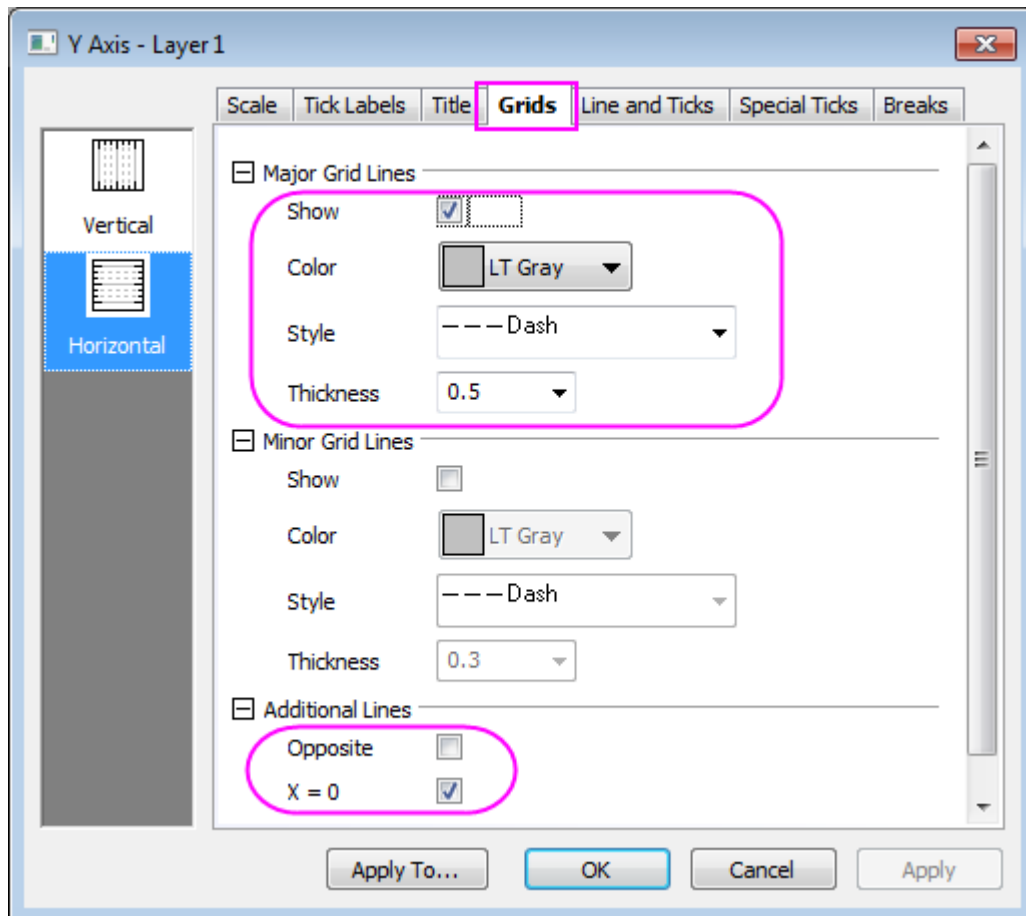 Y Axis - Layer 1
Scale Tick Labels Title Grids Line and Ticks Special Ticks Breaks
Vertical
Horizontal
Major Grid Lines
Show
Color LT Gray
Style Dash
Thickness 0.5
Minor Grid Lines
Show
Color LT Gray
Style Dash
Thickness 0.3
Additional Lines
Opposite
X = 0
Apply To... OK Cancel Apply